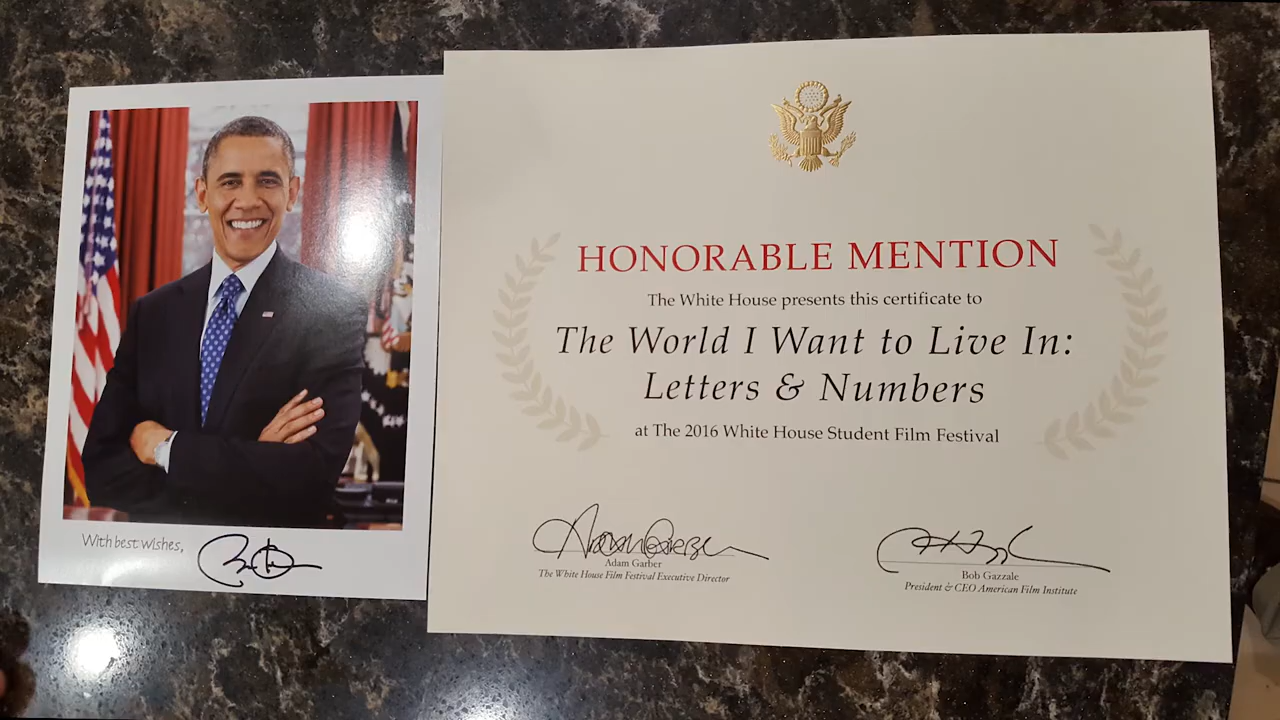 With best wishes,
HONORABLE MENTION
The White House presents this certificate to
The World I Want to Live In:
Letters & Numbers
at The 2016 White House Student Film Festival
Adam Garber
The White House Film Festival Executive Director
Bob Gazzale
President & CEO American Film Institute